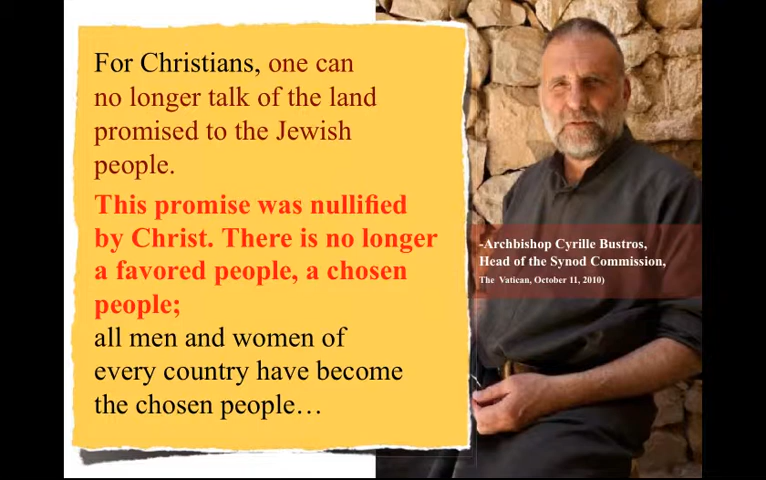 For Christians, one can
no longer talk of the land
promised to the Jewish
people.
This promise was nullified
by Christ. There is no longer
a favored people, a chosen
people;
all men and women of
every country have become
the chosen people…
-Archbishop Cyrille Bustros,
Head of the Synod Commission,
The Vatican, October 11, 2010)